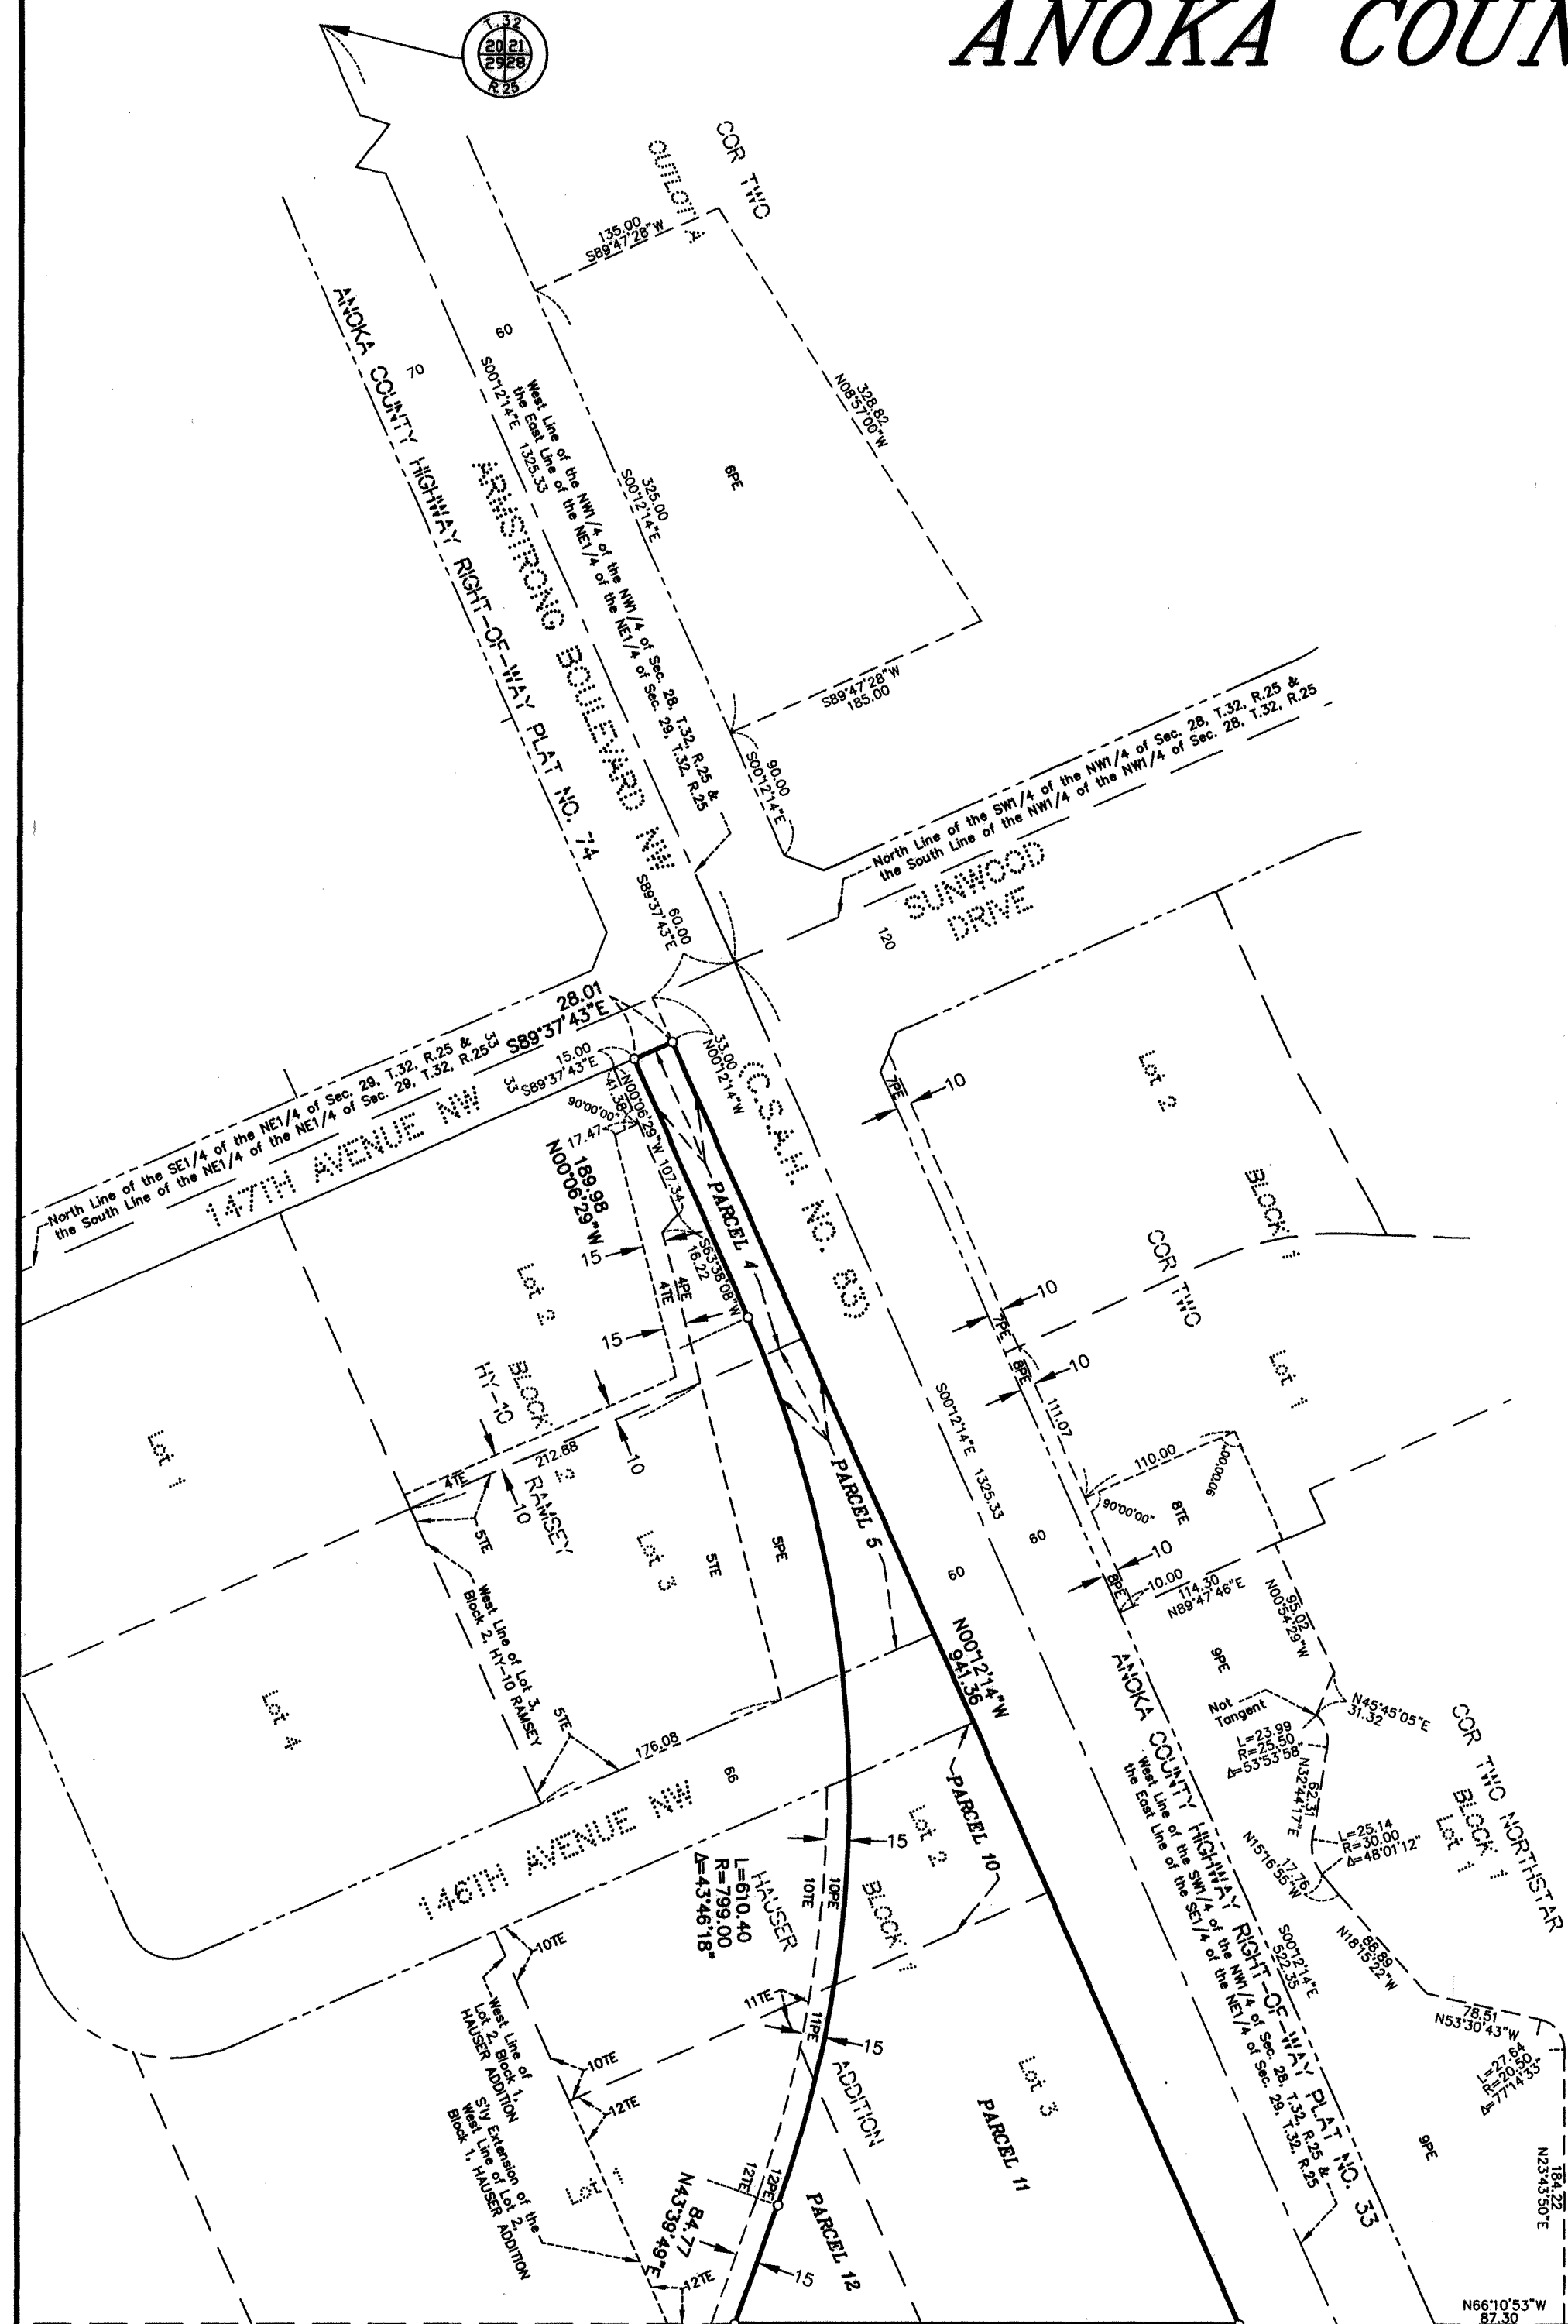 ANOKA COUN
T.32
20 21
29 28
R.25
COR TWO
OUTLOT A
135.00
S89°47'28"W
ANOKA COUNTY HIGHWAY RIGHT-OF-WAY PLAT NO. 74
70
60
S00°12'14"E 1325.33
West Line of the NW1/4 of the NW1/4 of Sec. 28, T.32, R.25 &
the East Line of the NE1/4 of the NE1/4 of Sec. 29, T.32, R.25
ARMSTRONG BOULEVARD NW
328.82
N08°57'00"W
6PE
325.00
S00°12'14"E
S89°47'28"W
185.00
90.00
S00°12'14"E
North Line of the SW1/4 of the NW1/4 of Sec. 28, T.32, R.25 &
the South Line of the NW1/4 of the NW1/4 of Sec. 28, T.32, R.25
SUNWOOD
DRIVE
120
60.00
S89°37'43"E
28.01
S89°37'43"E
33
33
15.00
S89°37'43"E
North Line of the SE1/4 of the NE1/4 of Sec. 29, T.32, R.25 &
the South Line of the NE1/4 of the NE1/4 of Sec. 29, T.32, R.25
147TH AVENUE NW
33.00
N00°12'14"W
(C.S.A.H. NO. 83)
41.38
N00°06'29"W 107.34
90°00'00"
17.47
189.98
N00°06'29"W
15
S63°38'08"W
16.22
4PE
4TE
15
PARCEL 4
Lot 2
BLOCK 2
HY-10 RAMSEY
Lot 1
4TE
212.88
10
10
5TE
Lot 3
5TE
5PE
PARCEL 5
7PE
10
Lot 2
BLOCK 1
COR TWO
10
7PE
8PE
10
Lot 1
111.07
110.00
90°00'00"
90°00'00"
8TE
S00°12'14"E 1325.33
60
60
10
8PE
10.00
114.30
N89°47'46"E
95.02
N00°54'29"W
9PE
N00°12'14"W
941.36
West Line of Lot 3,
Block 2, HY-10 RAMSEY
5TE
176.08
Lot 4
66
146TH AVENUE NW
Not
Tangent
N45°45'05"E
31.32
L=23.99
R=25.50
Δ=53°53'58"
62.31
N32°44'17"E
L=25.14
R=30.00
Δ=48°01'12"
17.76
N15°16'55"W
COR TWO NORTHSTAR
BLOCK 1
Lot 1
ANOKA COUNTY HIGHWAY RIGHT-OF-WAY PLAT NO. 33
West Line of the SW1/4 of the NW1/4 of Sec. 28, T.32, R.25 &
the East Line of the SE1/4 of the NE1/4 of Sec. 29, T.32, R.25
S00°12'14"E
522.35
88.89
N18°15'22"W
78.51
N53°30'43"W
L=27.64
R=20.50
Δ=77°14'33"
184.22
N23°43'50"E
9PE
N66°10'53"W
87.30
PARCEL 10
Lot 2
BLOCK 1
15
10PE
10TE
HAUSER
ADDITION
L=610.40
R=799.00
Δ=43°46'18"
10TE
West Line of
Lot 2, Block 1,
HAUSER ADDITION
10TE
12TE
S'ly Extension of the
West Line of Lot 2,
Block 1, HAUSER ADDITION
11TE
11PE
15
Lot 3
PARCEL 11
Lot 1
12PE
12TE
84.77
N43°39'49"E
PARCEL 12
15
12TE